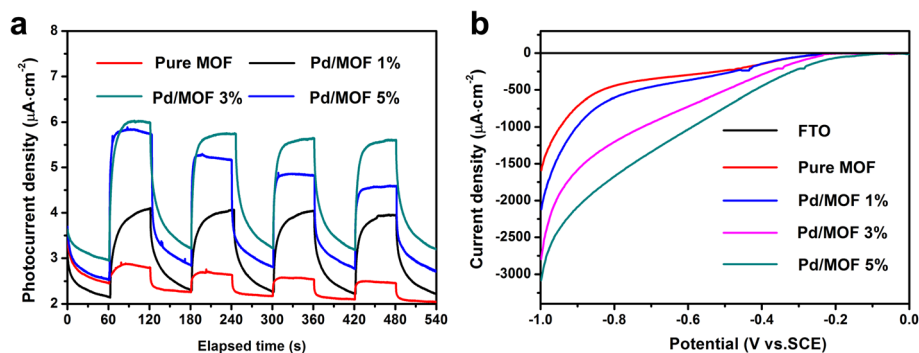 a
Photocurrent density (μA·cm⁻²)
8
7
6
5
4
3
2
Pure MOF
Pd/MOF 1%
Pd/MOF 3%
Pd/MOF 5%
0 60 120 180 240 300 360 420 480 540
Elapsed time (s)
b
Current density (μA·cm⁻²)
0
-500
-1000
-1500
-2000
-2500
-3000
FTO
Pure MOF
Pd/MOF 1%
Pd/MOF 3%
Pd/MOF 5%
-1.0 -0.8 -0.6 -0.4 -0.2 0.0
Potential (V vs.SCE)